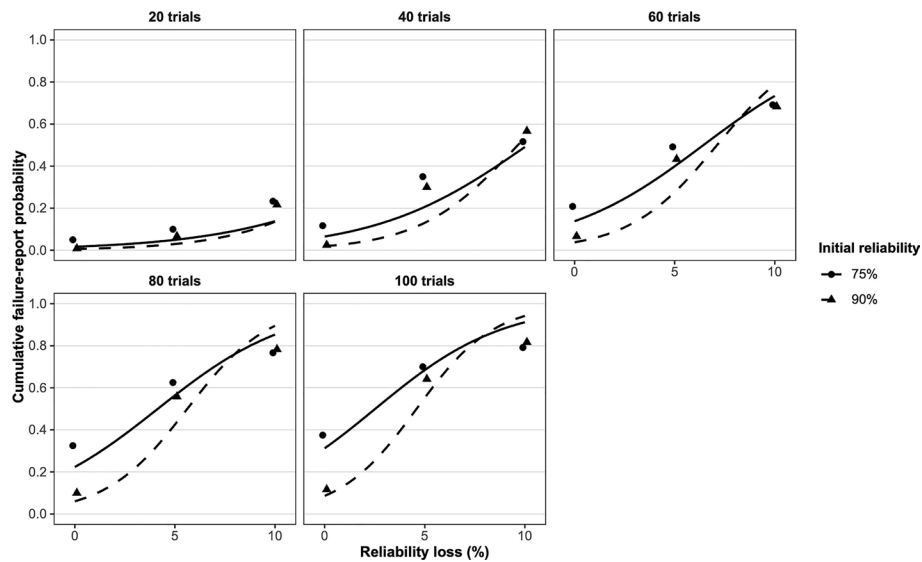 20 trials
40 trials
60 trials
1.0
0.8
0.6
0.4
0.2
0.0
80 trials
100 trials
1.0
0.8
0.6
0.4
0.2
0.0
0
5
10
0
5
10
0
5
10
Cumulative failure-report probability
Reliability loss (%)
Initial reliability
75%
90%